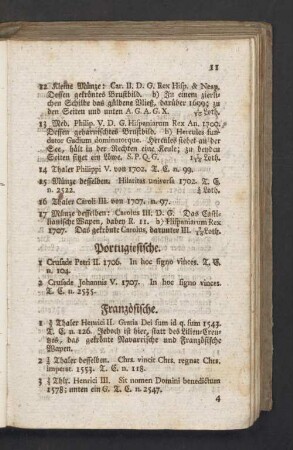 11
12 Kleine Münze: Car. II. D. G. Rex Hisp. & Neap.
Dessen gekröntes Brustbild. b) In einem zierli-
chen Schilde das güldene Vließ, darüber 1699; zu
den Seiten und unten A. G. A. G. X. Loth.
13 Med. Philip. V. D. G. Hispaniarum Rex An. 1709.
Dessen geharnischtes Brustbild. b) Hercules fun-
dator Gadium dominatorque. Hercules stehet an der
See, hält in der Rechten eine Keule; zu beyden
Seiten sitzt ein Löwe. S. P. Q. G. Loth.
14 Thaler Philippi V. von 1702. T. C. n. 99.
15 Münze desselben. Hilaritas universa 1702. T. C.
n. 2522. Loth.
16 Thaler Caroli III. von 1707. n. 97.
17 Münze desselben: Carolus III. D. G. Das Casti-
lianische Wapen, daben R. 11. b) Hispaniarum Rex
1707. Das gekrönte Carolus, darunter III. Loth.
Portugiesische.
1 Crusade Petri II. 1706. In hoc signo vinces. T. C.
n. 104.
2 Crusade Johannis V. 1707. In hoc signo vinces.
T. C. n. 2535.
Französische.
1 Thaler Henrici II. Gratia Dei sum id q. sum 1543.
T. C. n. 126. Jedoch ist hier, statt des Lilien-Creu-
tzes, das gekrönte Navarrische und Französische
Wapen.
2 Thaler desselben. Chrs. vincit Chrs. regnat Chrs.
imperat. 1553. T. C. n. 118.
3 Thlr. Henrici III. Sit nomen Domini benedictum
1578; unten ein G. T. C. n. 2547.
4